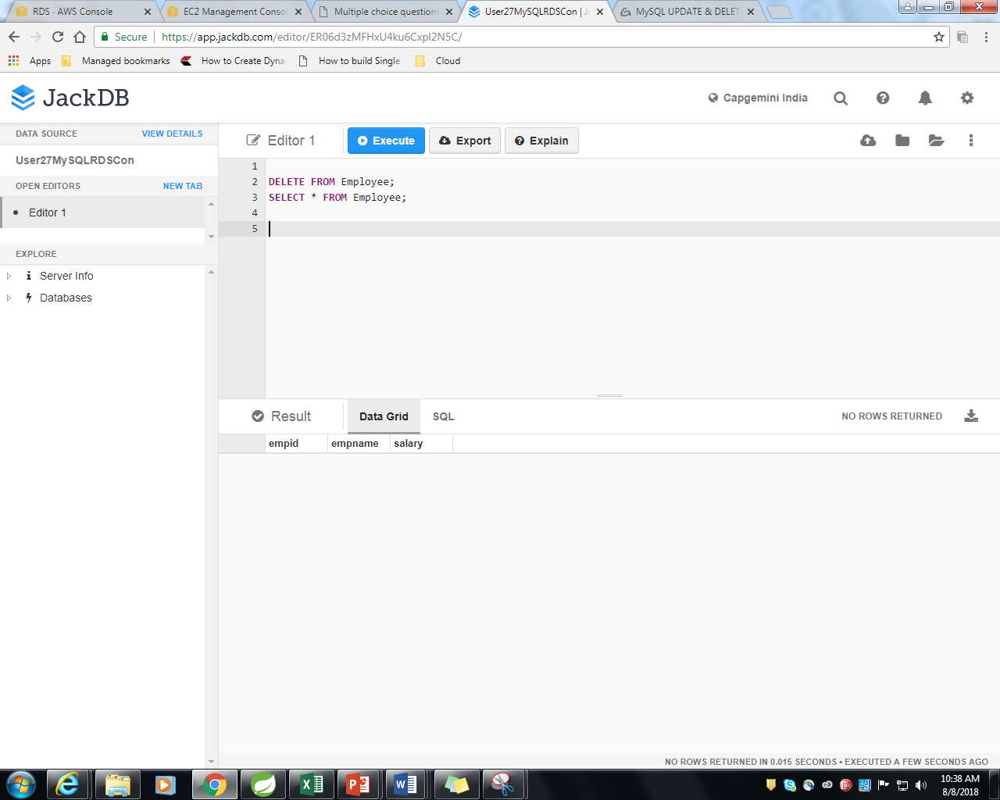 RDS · AWS Console
EC2 Management Conso
Multiple choice questions
User27MySQLRDSCon | J
MySQL UPDATE & DELET
Secure
https://app.jackdb.com/editor/ER06d3zMFHxU4ku6CxpI2N5C/
Apps
Managed bookmarks
How to Create Dyna
How to build Single
Cloud
JackDB
Capgemini India
DATA SOURCE
VIEW DETAILS
User27MySQLRDSCon
OPEN EDITORS
NEW TAB
Editor 1
EXPLORE
Server Info
Databases
Editor 1
Execute
Export
Explain
1
2 DELETE FROM Employee;
3 SELECT * FROM Employee;
4
5
Result
Data Grid
SQL
NO ROWS RETURNED
empid empname salary
NO ROWS RETURNED IN 0.015 SECONDS • EXECUTED A FEW SECONDS AGO
10:38 AM
8/8/2018